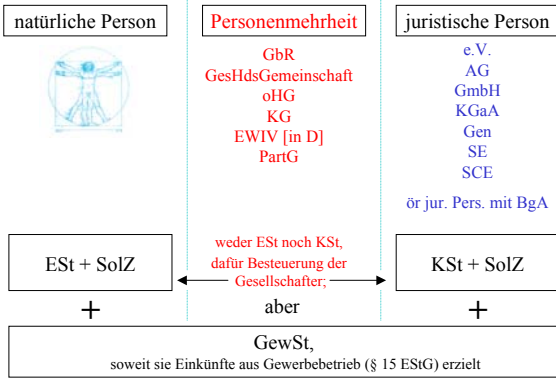 natürliche Person
Personenmehrheit
juristische Person
GbR
GesHdsGemeinschaft
oHG
KG
EWIV [in D]
PartG
e.V.
AG
GmbH
KGaA
Gen
SE
SCE
ör jur. Pers. mit BgA
ESt + SolZ
weder ESt noch KSt,
dafür Besteuerung der
Gesellschafter;
KSt + SolZ
+
aber
+
GewSt,
soweit sie Einkünfte aus Gewerbebetrieb (§ 15 EStG) erzielt